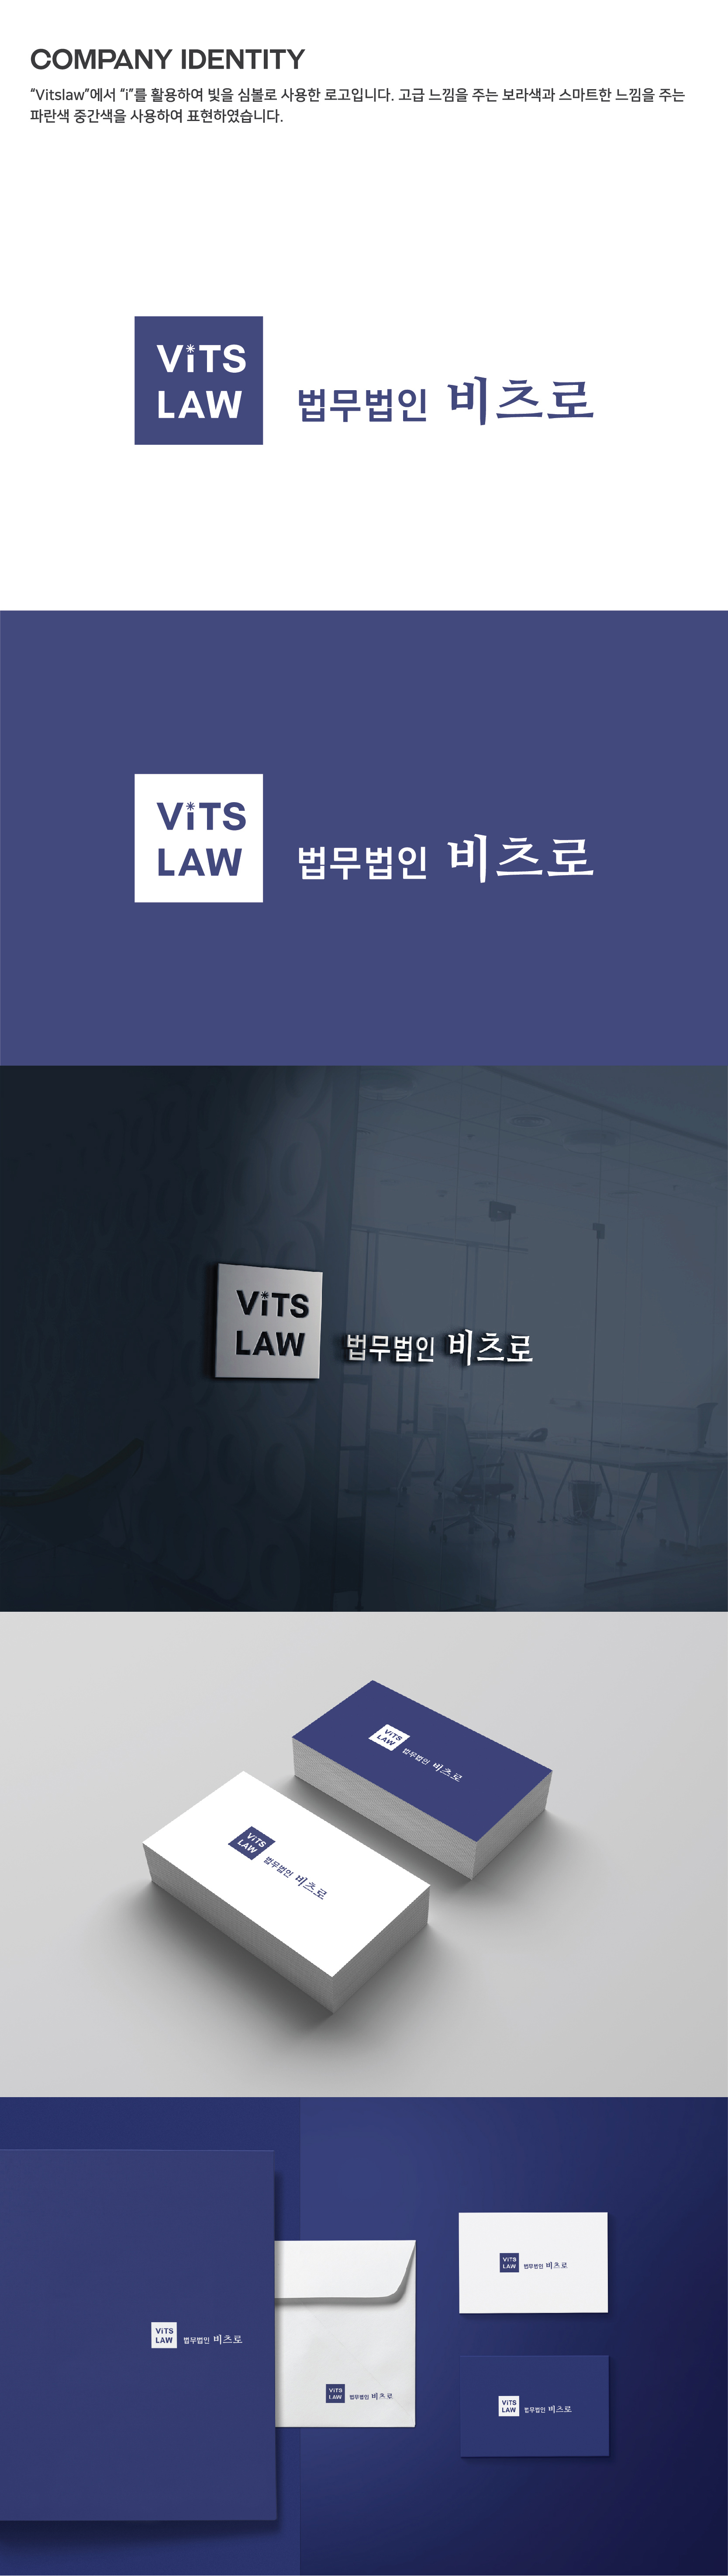 COMPANY IDENTITY
“Vitslaw”에서 “i”를 활용하여 빛을 심볼로 사용한 로고입니다. 고급 느낌을 주는 보라색과 스마트한 느낌을 주는
파란색 중간색을 사용하여 표현하였습니다.
ViTS
LAW
법무법인 비츠로
ViTS
LAW
법무법인 비츠로
ViTS
LAW
법무법인 비츠로
ViTS
LAW
법무법인 비츠로
ViTS
LAW
법무법인 비츠로
ViTS
LAW
법무법인 비츠로
ViTS
LAW
법무법인 비츠로
ViTS
LAW
법무법인 비츠로
ViTS
LAW
법무법인 비츠로